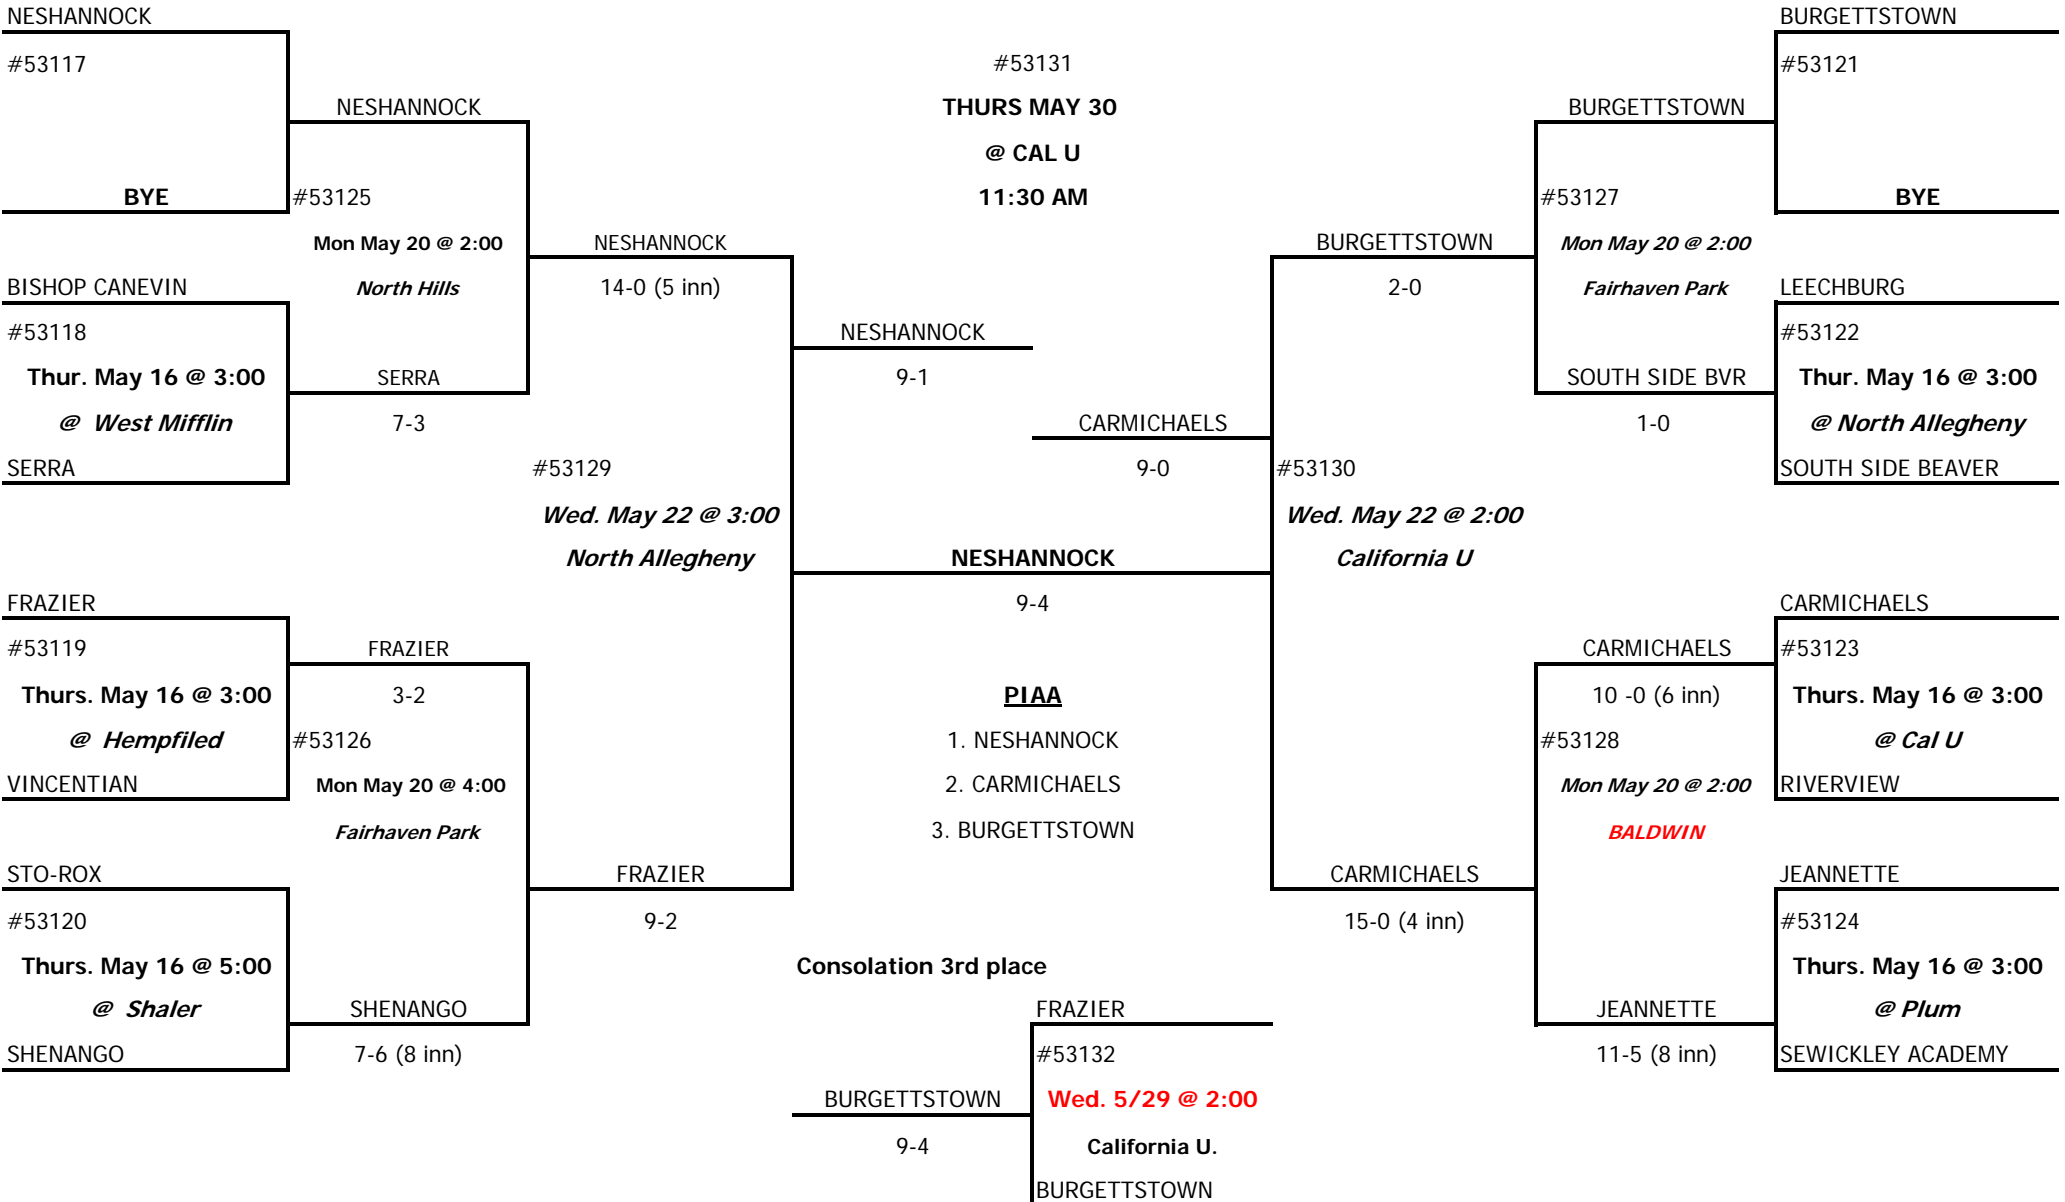 NESHANNOCK
#53117
BYE
BISHOP CANEVIN
#53118
Thur. May 16 @ 3:00
@ West Mifflin
SERRA
FRAZIER
#53119
Thurs. May 16 @ 3:00
@ Hempfiled
VINCENTIAN
STO-ROX
#53120
Thurs. May 16 @ 5:00
@ Shaler
SHENANGO
NESHANNOCK
#53125
Mon May 20 @ 2:00
North Hills
SERRA
7-3
FRAZIER
3-2
#53126
Mon May 20 @ 4:00
Fairhaven Park
SHENANGO
7-6 (8 inn)
NESHANNOCK
14-0 (5 inn)
#53129
Wed. May 22 @ 3:00
North Allegheny
FRAZIER
9-2
NESHANNOCK
9-1
#53131
THURS MAY 30
@ CAL U
11:30 AM
CARMICHAELS
9-0
NESHANNOCK
9-4
PIAA
1. NESHANNOCK
2. CARMICHAELS
3. BURGETTSTOWN
Consolation 3rd place
FRAZIER
#53132
Wed. 5/29 @ 2:00
California U.
BURGETTSTOWN
BURGETTSTOWN
9-4
BURGETTSTOWN
2-0
#53130
Wed. May 22 @ 2:00
California U
CARMICHAELS
15-0 (4 inn)
BURGETTSTOWN
#53127
Mon May 20 @ 2:00
Fairhaven Park
SOUTH SIDE BVR
1-0
CARMICHAELS
10 -0 (6 inn)
#53128
Mon May 20 @ 2:00
BALDWIN
JEANNETTE
11-5 (8 inn)
BURGETTSTOWN
#53121
BYE
LEECHBURG
#53122
Thur. May 16 @ 3:00
@ North Allegheny
SOUTH SIDE BEAVER
CARMICHAELS
#53123
Thurs. May 16 @ 3:00
@ Cal U
RIVERVIEW
JEANNETTE
#53124
Thurs. May 16 @ 3:00
@ Plum
SEWICKLEY ACADEMY